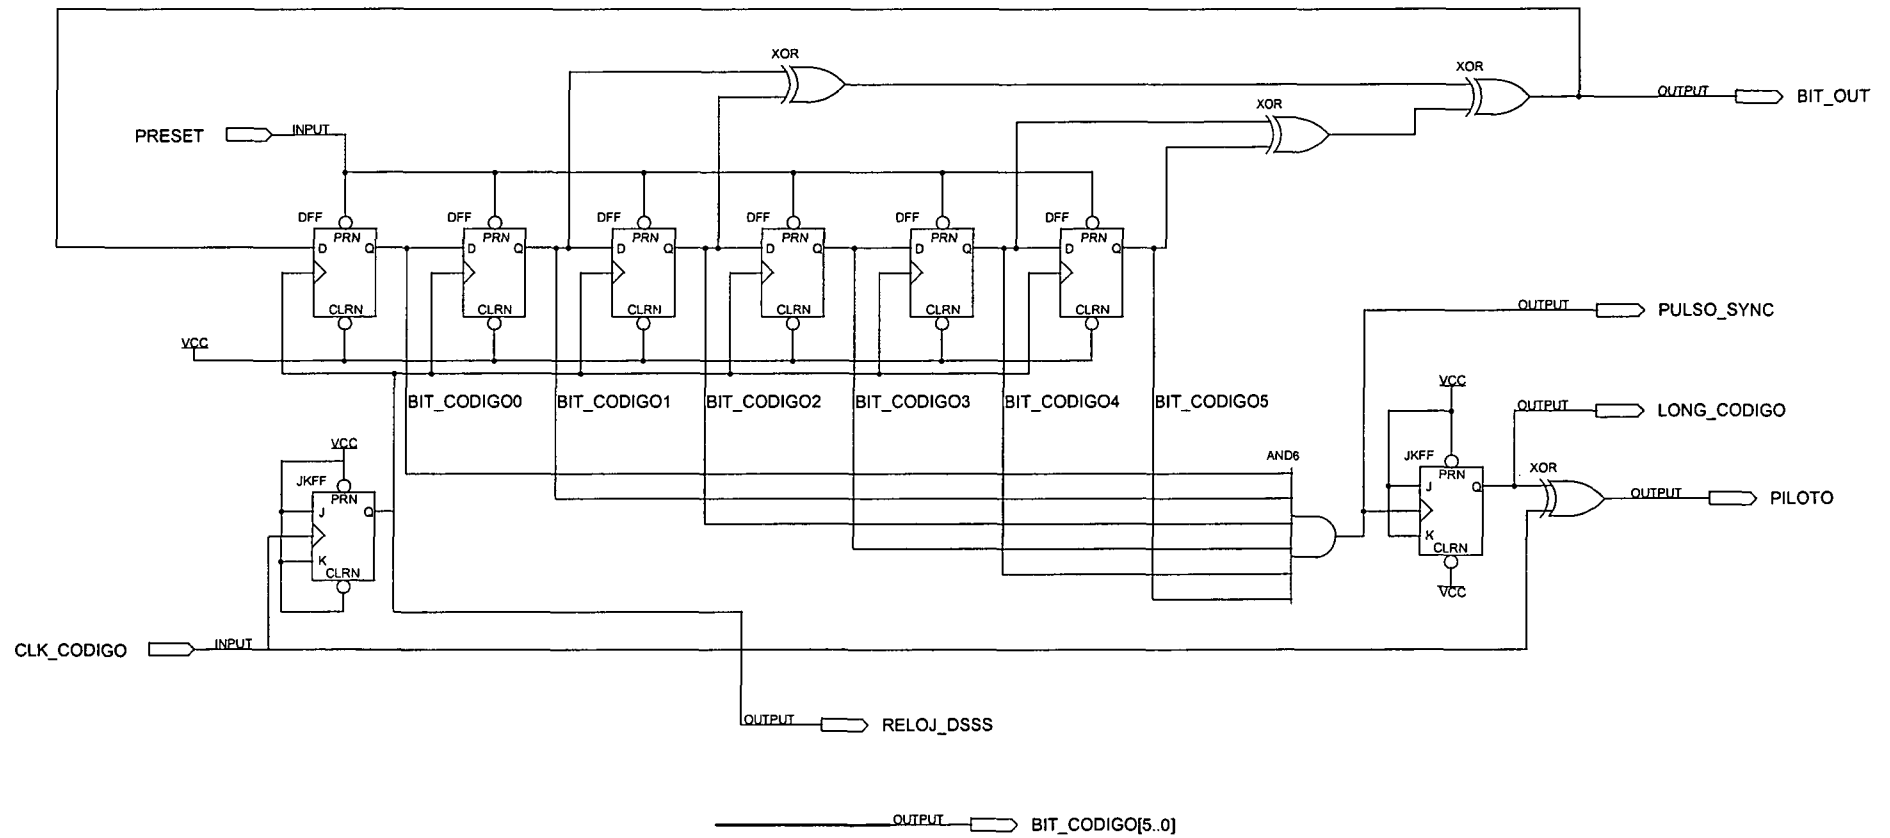 XOR
XOR
OUTPUT
BIT_OUT
XOR
PRESET
INPUT
DFF
DFF
DFF
DFF
DFF
DFF
PRN
PRN
PRN
PRN
PRN
PRN
D
Q
D
Q
D
Q
D
Q
D
Q
D
Q
CLRN
CLRN
CLRN
CLRN
CLRN
CLRN
OUTPUT
PULSO_SYNC
VCC
VCC
BIT_CODIGO0
BIT_CODIGO1
BIT_CODIGO2
BIT_CODIGO3
BIT_CODIGO4
BIT_CODIGO5
OUTPUT
LONG_CODIGO
VCC
AND6
JKFF
XOR
PRN
JKFF
PRN
J
Q
OUTPUT
PILOTO
J
Q
K
CLRN
K
CLRN
VCC
CLK_CODIGO
INPUT
OUTPUT
RELOJ_DSSS
OUTPUT
BIT_CODIGO[5..0]